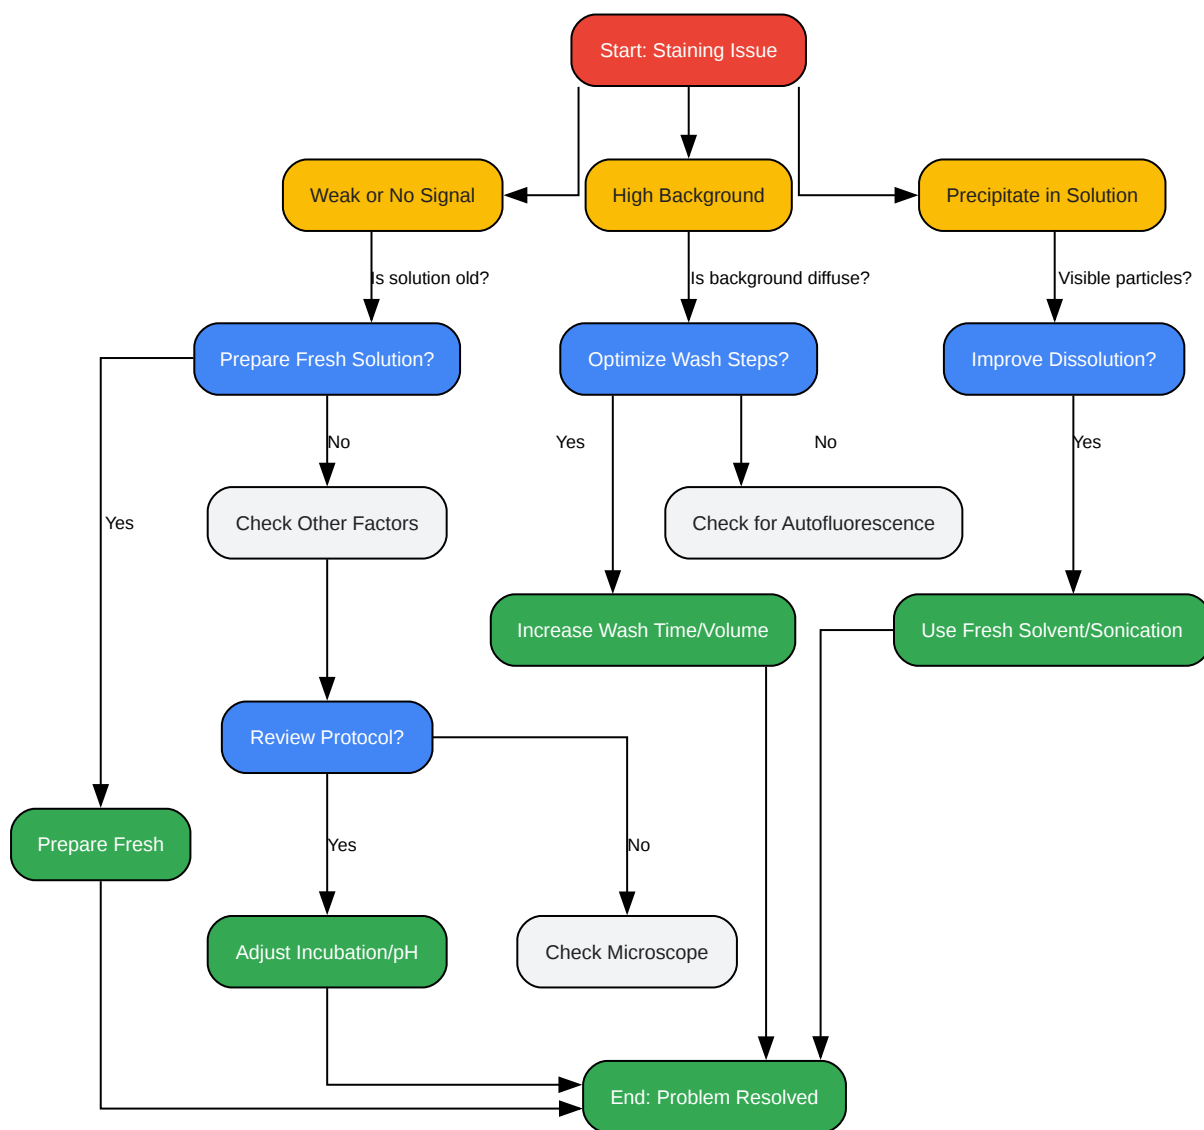 Start: Staining Issue
Weak or No Signal
High Background
Precipitate in Solution
Is solution old?
Is background diffuse?
Visible particles?
Prepare Fresh Solution?
Optimize Wash Steps?
Improve Dissolution?
No
Yes
No
Yes
Yes
Check Other Factors
Check for Autofluorescence
Increase Wash Time/Volume
Use Fresh Solvent/Sonication
Review Protocol?
Prepare Fresh
Yes
No
Adjust Incubation/pH
Check Microscope
End: Problem Resolved